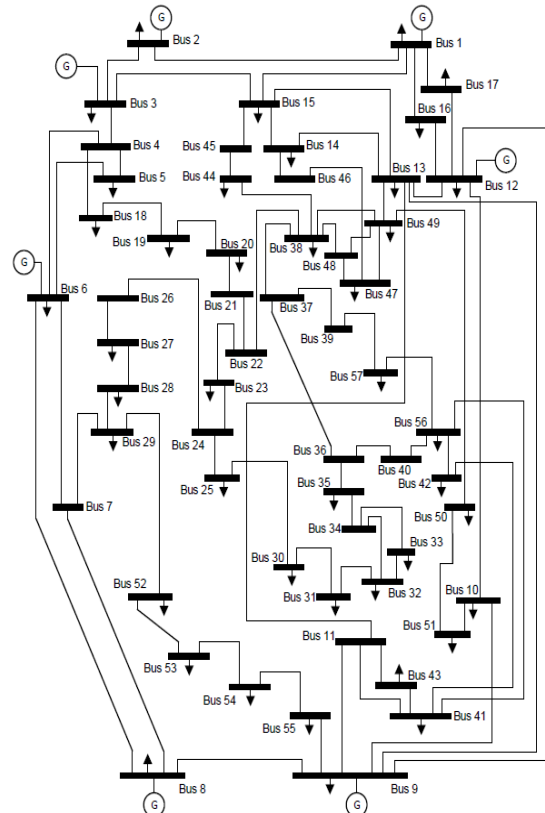 G
G
Bus 2
Bus 1
G
Bus 17
Bus 3
Bus 15
Bus 16
Bus 4
Bus 45
Bus 14
Bus 13
G
Bus 5
Bus 44
Bus 46
Bus 12
Bus 18
Bus 49
Bus 19
Bus 20
Bus 38
Bus 48
G
Bus 6
Bus 26
Bus 21
Bus 37
Bus 47
Bus 27
Bus 22
Bus 39
Bus 28
Bus 23
Bus 57
Bus 29
Bus 24
Bus 56
Bus 36
Bus 40
Bus 42
Bus 25
Bus 35
Bus 7
Bus 50
Bus 34
Bus 33
Bus 30
Bus 52
Bus 31
Bus 32
Bus 10
Bus 51
Bus 11
Bus 53
Bus 43
Bus 54
Bus 41
Bus 55
Bus 8
Bus 9
G
G